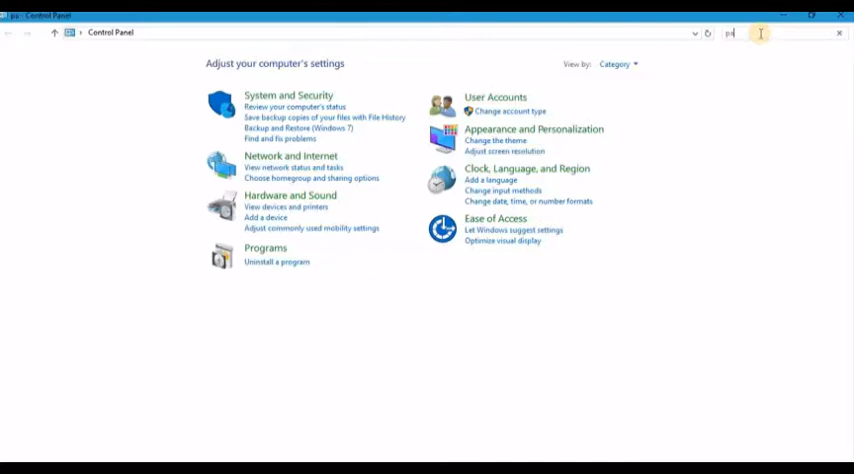 pa - Control Panel
Control Panel
pa
Adjust your computer's settings
View by: Category
System and Security
Review your computer's status
Save backup copies of your files with File History
Backup and Restore (Windows 7)
Find and fix problems
Network and Internet
View network status and tasks
Choose homegroup and sharing options
Hardware and Sound
View devices and printers
Add a device
Adjust commonly used mobility settings
Programs
Uninstall a program
User Accounts
Change account type
Appearance and Personalization
Change the theme
Adjust screen resolution
Clock, Language, and Region
Add a language
Change input methods
Change date, time, or number formats
Ease of Access
Let Windows suggest settings
Optimize visual display